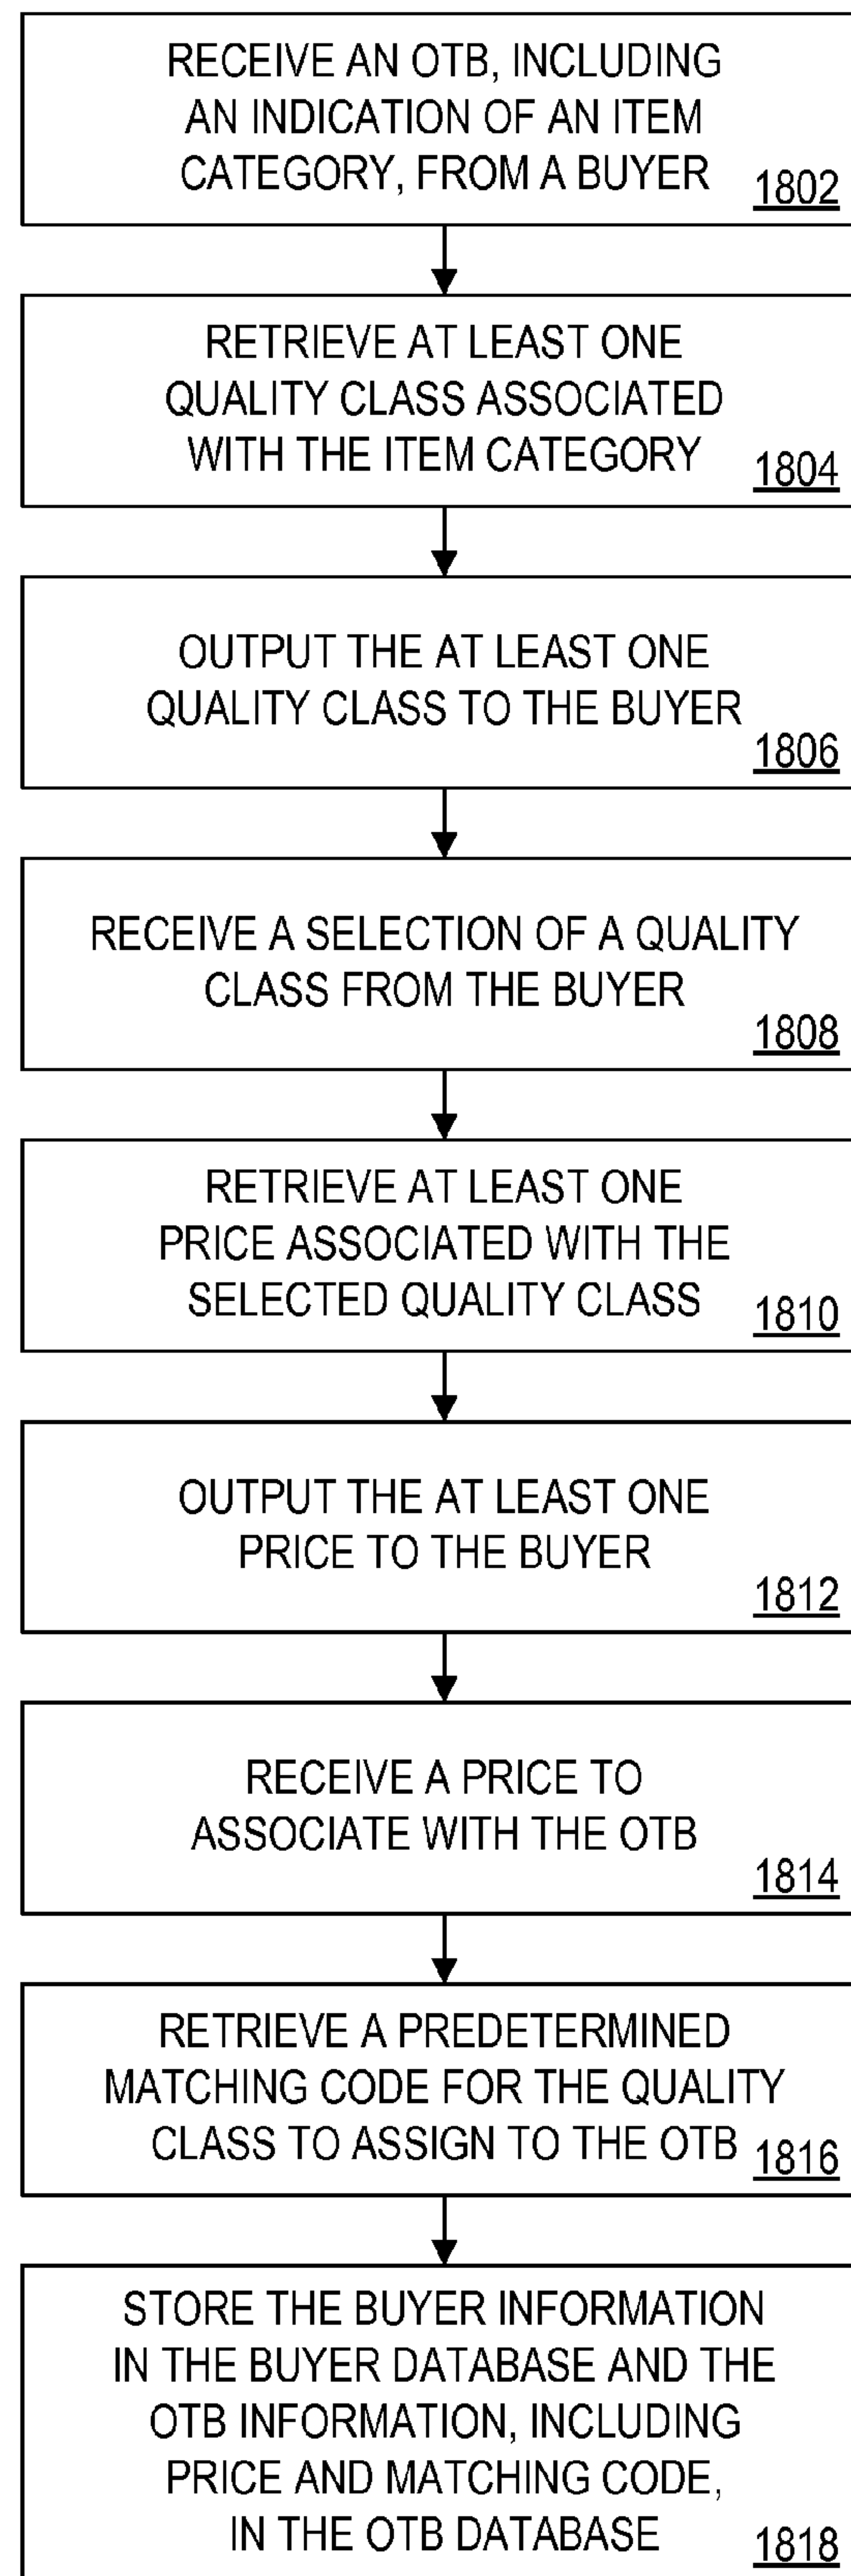 RECEIVE AN OTB, INCLUDING
AN INDICATION OF AN ITEM
CATEGORY, FROM A BUYER
1802
RETRIEVE AT LEAST ONE
QUALITY CLASS ASSOCIATED
WITH THE ITEM CATEGORY
1804
OUTPUT THE AT LEAST ONE
QUALITY CLASS TO THE BUYER
1806
RECEIVE A SELECTION OF A QUALITY
CLASS FROM THE BUYER
1808
RETRIEVE AT LEAST ONE
PRICE ASSOCIATED WITH THE
SELECTED QUALITY CLASS
1810
OUTPUT THE AT LEAST ONE
PRICE TO THE BUYER
1812
RECEIVE A PRICE TO
ASSOCIATE WITH THE OTB
1814
RETRIEVE A PREDETERMINED
MATCHING CODE FOR THE QUALITY
CLASS TO ASSIGN TO THE OTB
1816
STORE THE BUYER INFORMATION
IN THE BUYER DATABASE AND THE
OTB INFORMATION, INCLUDING
PRICE AND MATCHING CODE,
IN THE OTB DATABASE
1818